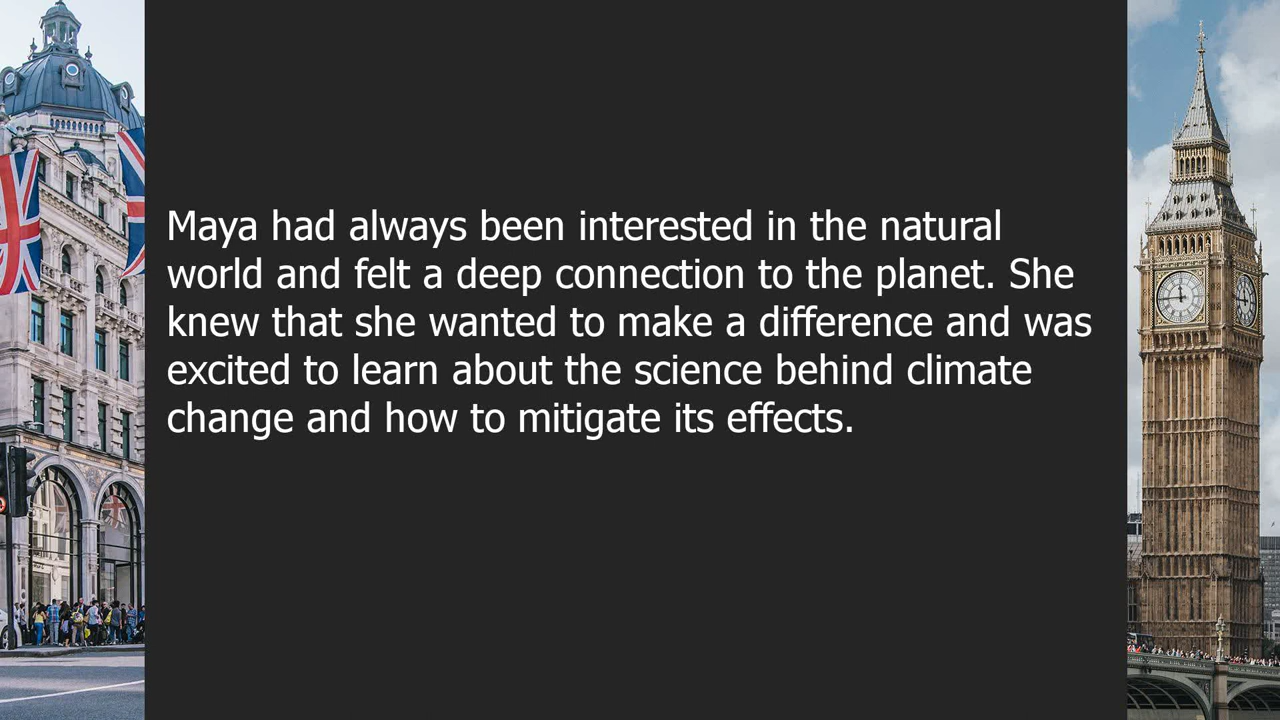 Maya had always been interested in the natural
world and felt a deep connection to the planet. She
knew that she wanted to make a difference and was
excited to learn about the science behind climate
change and how to mitigate its effects.